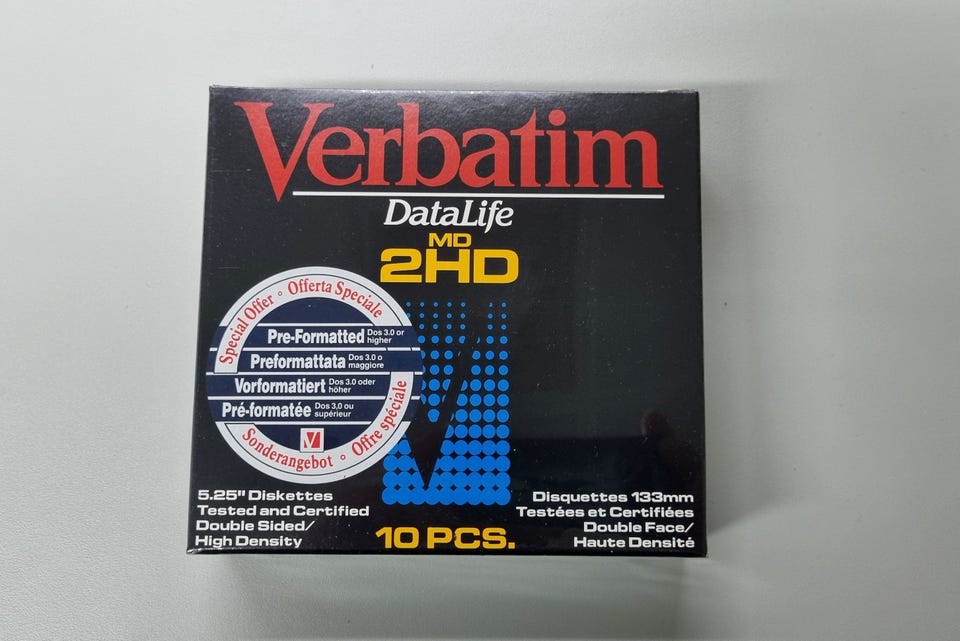 Verbatim
DataLife
MD
2HD
Special Offer ◦ Offerta Speciale
Pre-Formatted Dos 3.0 or higher
Preformattata Dos 3.0 o maggiore
Vorformatiert Dos 3.0 oder höher
Pré-formatée Dos 3,0 ou supérieur
Sonderangebot ◦ Offre spéciale
5.25" Diskettes
Tested and Certified
Double Sided/
High Density
10 PCS.
Disquettes 133mm
Testées et Certifiées
Double Face/
Haute Densité